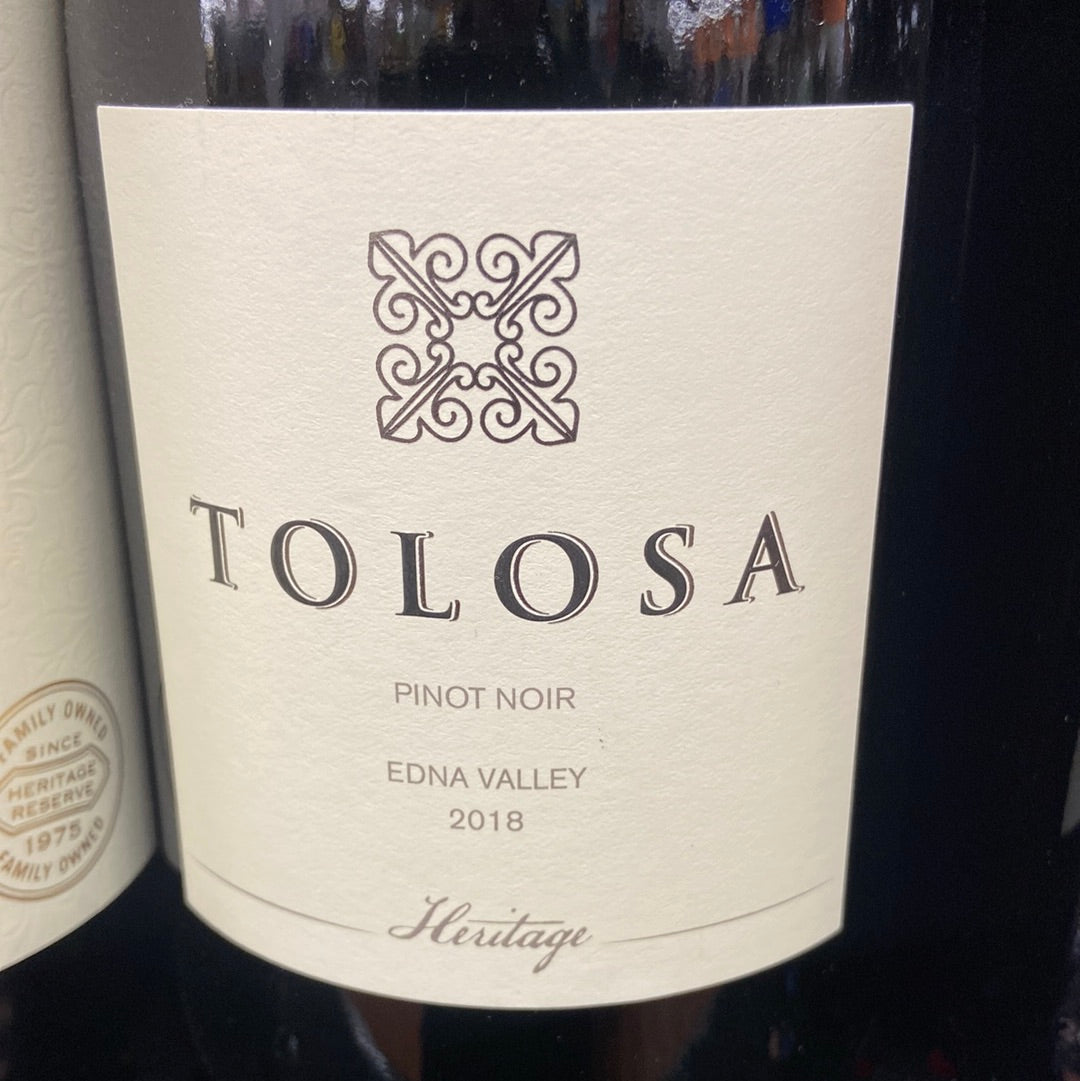 TOLOSA
PINOT NOIR
EDNA VALLEY
2018
Heritage
FAMILY OWNED
SINCE
HERITAGE
RESERVE
1975
FAMILY OWNED